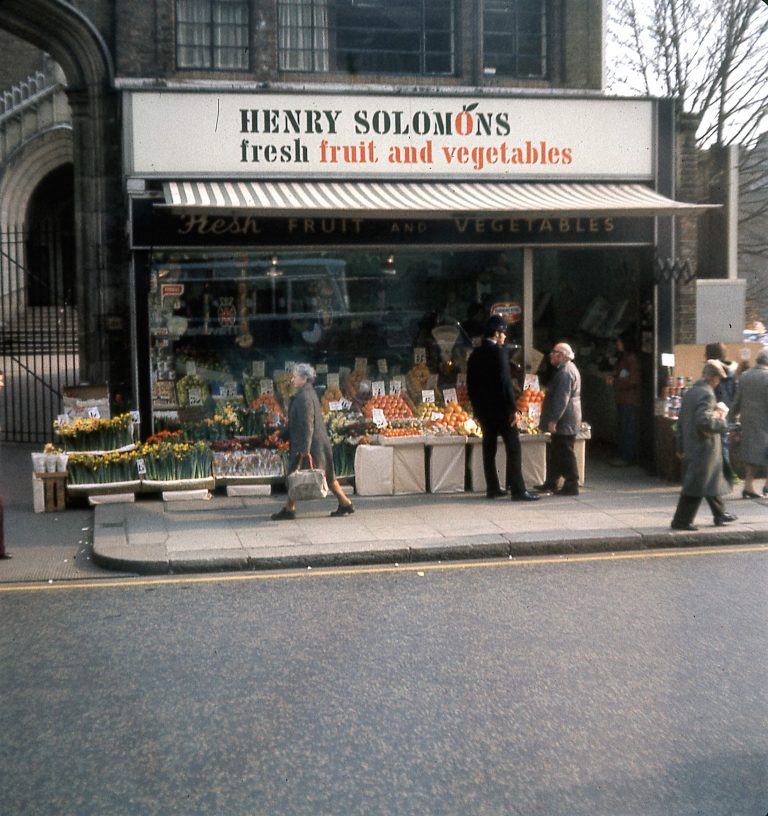 HENRY SOLOMONS
fresh fruit and vegetables
Fresh FRUIT AND VEGETABLES